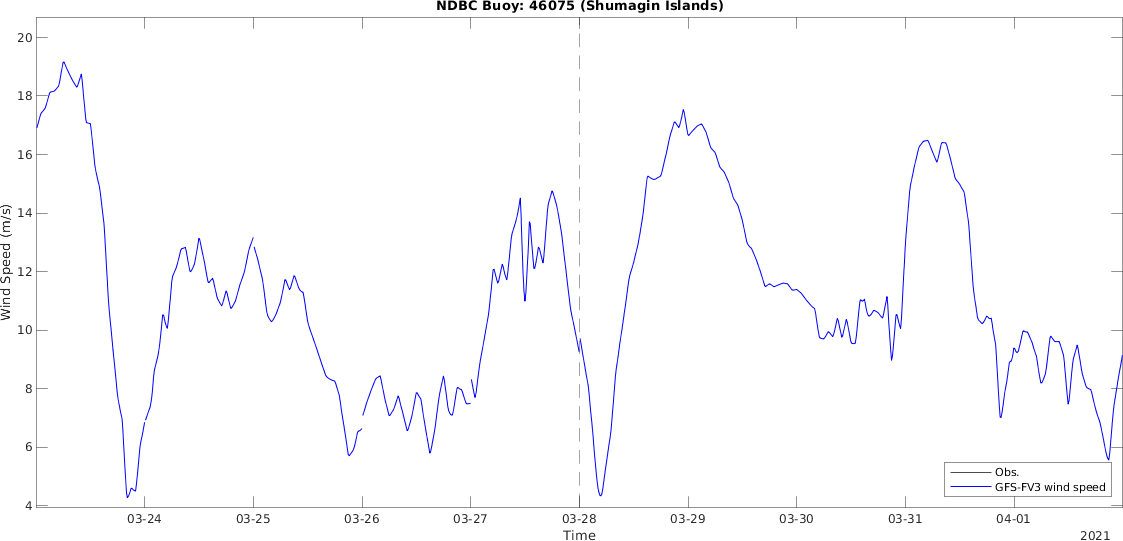 NDBC Buoy: 46075 (Shumagin Islands)
20
18
16
14
12
10
8
6
4
Wind Speed (m/s)
03-24 03-25 03-26 03-27 03-28 03-29 03-30 03-31 04-01
Time
2021
Obs.
GFS-FV3 wind speed